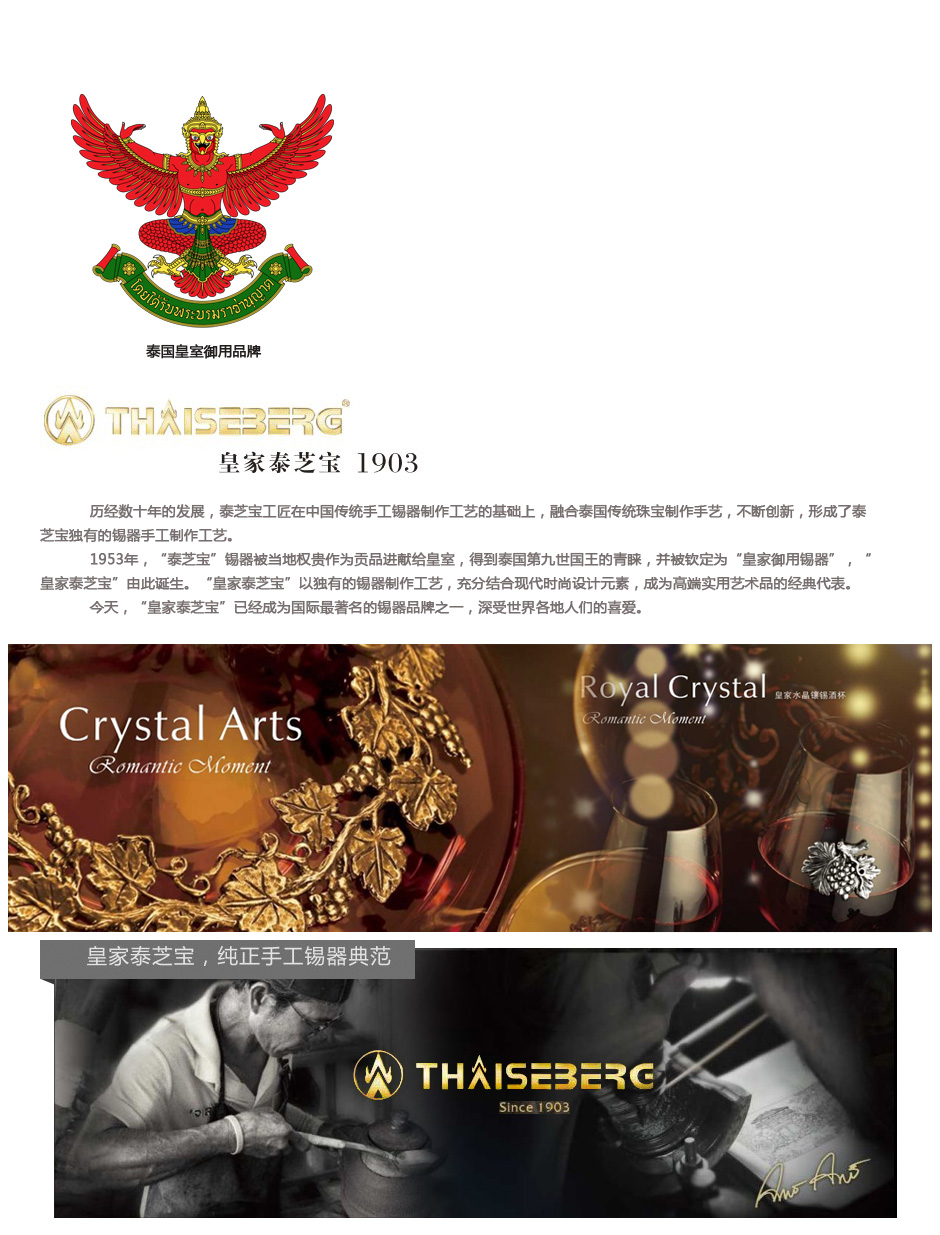 โดยได้รับพระบรมราชานุญาต
泰国皇室御用品牌
THAISEBERG®
皇家泰芝宝 1903
历经数十年的发展，泰芝宝工匠在中国传统手工锡器制作工艺的基础上，融合泰国传统珠宝制作手艺，不断创新，形成了泰
芝宝独有的锡器手工制作工艺。
1953年，“泰芝宝”锡器被当地权贵作为贡品进献给皇室，得到泰国第九世国王的青睐，并被钦定为“皇家御用锡器”，”
皇家泰芝宝”由此诞生。“皇家泰芝宝”以独有的锡器制作工艺，充分结合现代时尚设计元素，成为高端实用艺术品的经典代表。
今天，“皇家泰芝宝”已经成为国际最著名的锡器品牌之一，深受世界各地人们的喜爱。
Crystal Arts
Romantic Moment
Royal Crystal 皇家水晶镶锡酒杯
Romantic Moment
皇家泰芝宝，纯正手工锡器典范
THAISEBERG
Since 1903